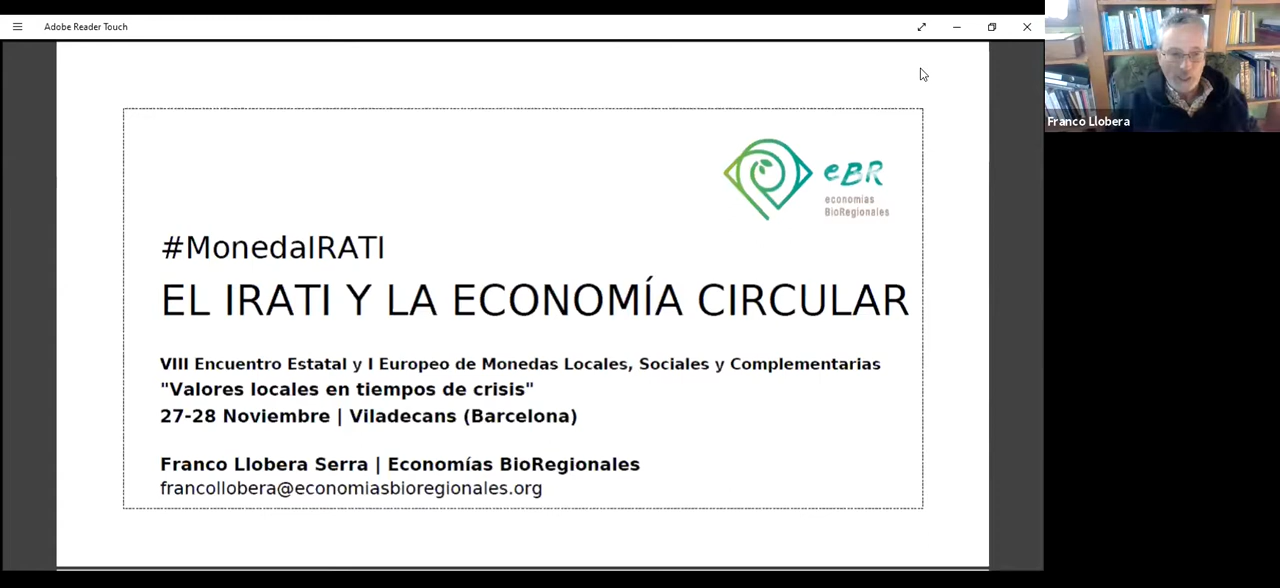 Adobe Reader Touch
Franco Llobera
eBR
economías
BioRegionales
#MonedaIRATI
EL IRATI Y LA ECONOMÍA CIRCULAR
VIII Encuentro Estatal y I Europeo de Monedas Locales, Sociales y Complementarias
"Valores locales en tiempos de crisis"
27-28 Noviembre | Viladecans (Barcelona)
Franco Llobera Serra | Economías BioRegionales
francollobera@economiasbioregionales.org